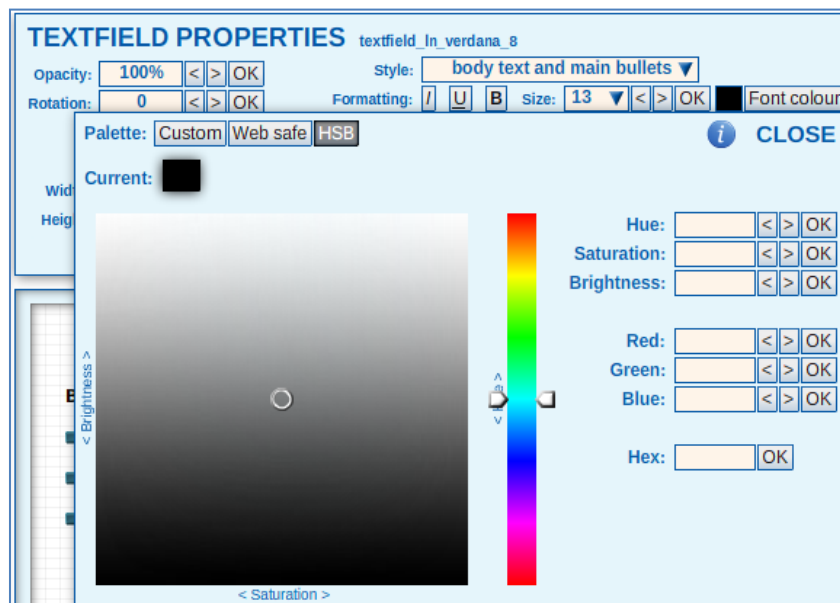 TEXTFIELD PROPERTIES textfield_ln_verdana_8
Opacity: 100% < > OK Style: body text and main bullets
Rotation: 0 < > OK Formatting: I U B Size: 13 < > OK Font colour
Palette: Custom Web safe HSB i CLOSE
Current:
Hue: < > OK
Saturation: < > OK
Brightness: < > OK
Red: < > OK
Green: < > OK
Blue: < > OK
Hex: OK
< Brightness >
< Saturation >